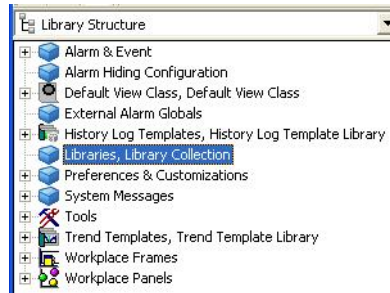 Library Structure
Alarm & Event
Alarm Hiding Configuration
Default View Class, Default View Class
External Alarm Globals
History Log Templates, History Log Template Library
Libraries, Library Collection
Preferences & Customizations
System Messages
Tools
Trend Templates, Trend Template Library
Workplace Frames
Workplace Panels